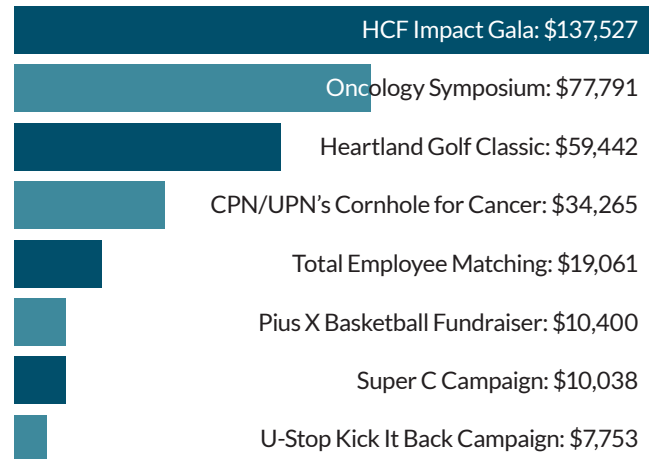 HCF Impact Gala: $137,527
Oncology Symposium: $77,791
Heartland Golf Classic: $59,442
CPN/UPN's Cornhole for Cancer: $34,265
Total Employee Matching: $19,061
Pius X Basketball Fundraiser: $10,400
Super C Campaign: $10,038
U-Stop Kick It Back Campaign: $7,753